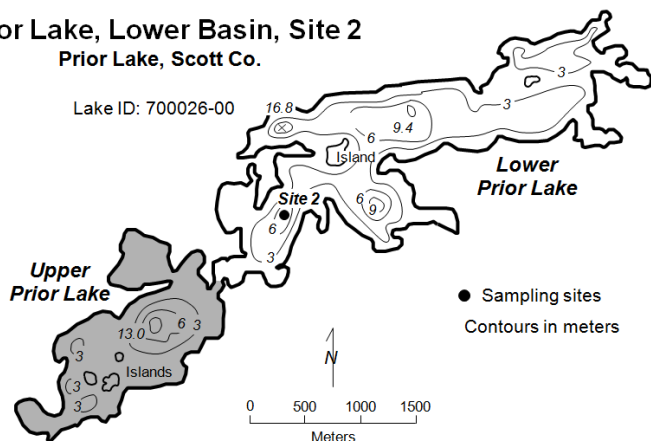 or Lake, Lower Basin, Site 2
Prior Lake, Scott Co.
Lake ID: 700026-00
3
16.8
3
6
9.4
Island
Lower
Prior Lake
Site 2
6
9
6
3
Upper
Prior Lake
Sampling sites
Contours in meters
13.0
6
3
3
Islands
3
3
N
0 500 1000 1500
Meters